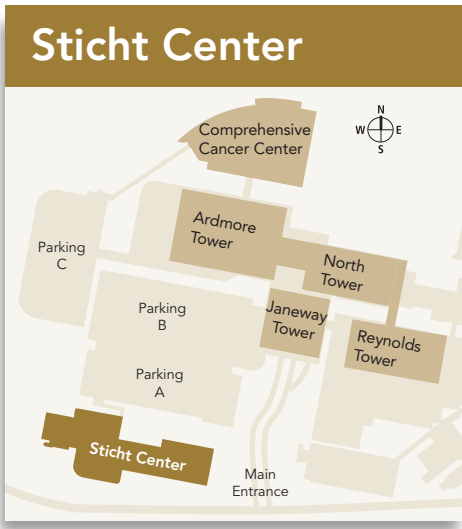 Sticht Center
N
W E
S
Comprehensive
Cancer Center
Ardmore
Tower
Parking
C
North
Tower
Parking
B
Janeway
Tower
Reynolds
Tower
Parking
A
Sticht Center
Main
Entrance